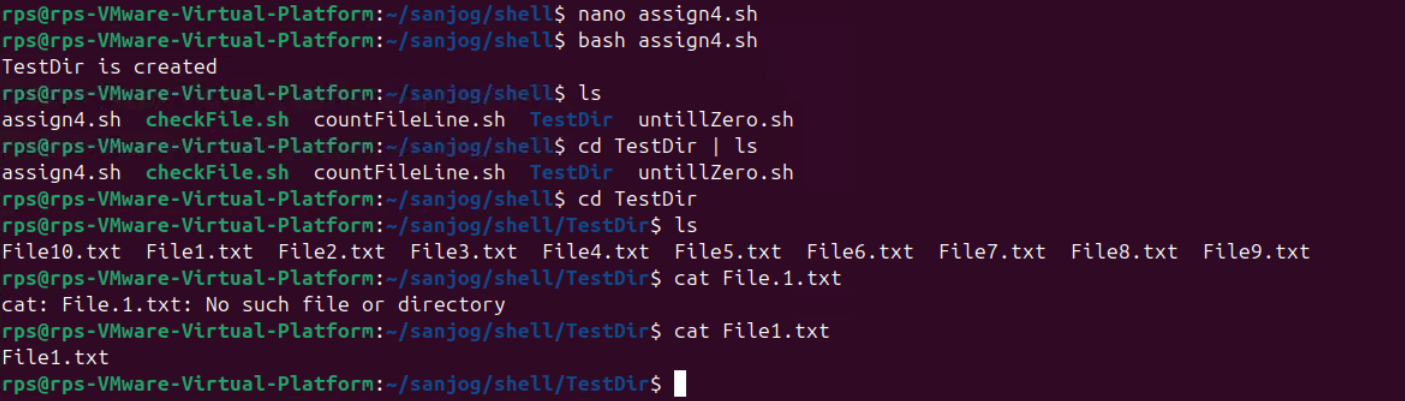 rps@rps-VMware-Virtual-Platform:~/sanjog/shell$ nano assign4.sh
rps@rps-VMware-Virtual-Platform:~/sanjog/shell$ bash assign4.sh
TestDir is created
rps@rps-VMware-Virtual-Platform:~/sanjog/shell$ ls
assign4.sh  checkFile.sh  countFileLine.sh  TestDir  untillZero.sh
rps@rps-VMware-Virtual-Platform:~/sanjog/shell$ cd TestDir | ls
assign4.sh  checkFile.sh  countFileLine.sh  TestDir  untillZero.sh
rps@rps-VMware-Virtual-Platform:~/sanjog/shell$ cd TestDir
rps@rps-VMware-Virtual-Platform:~/sanjog/shell/TestDir$ ls
File10.txt  File1.txt  File2.txt  File3.txt  File4.txt  File5.txt  File6.txt  File7.txt  File8.txt  File9.txt
rps@rps-VMware-Virtual-Platform:~/sanjog/shell/TestDir$ cat File.1.txt
cat: File.1.txt: No such file or directory
rps@rps-VMware-Virtual-Platform:~/sanjog/shell/TestDir$ cat File1.txt
File1.txt
rps@rps-VMware-Virtual-Platform:~/sanjog/shell/TestDir$